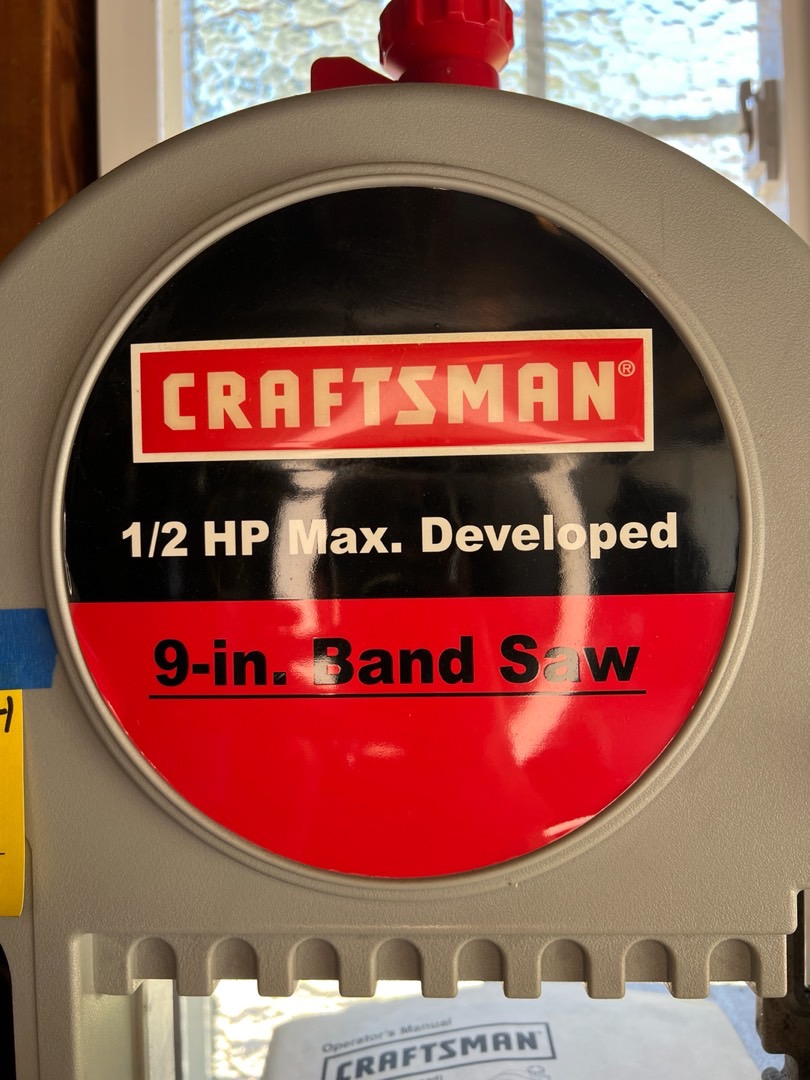 CRAFTSMAN®
1/2 HP Max. Developed
9-in. Band Saw
Operator's Manual
CRAFTSMAN®